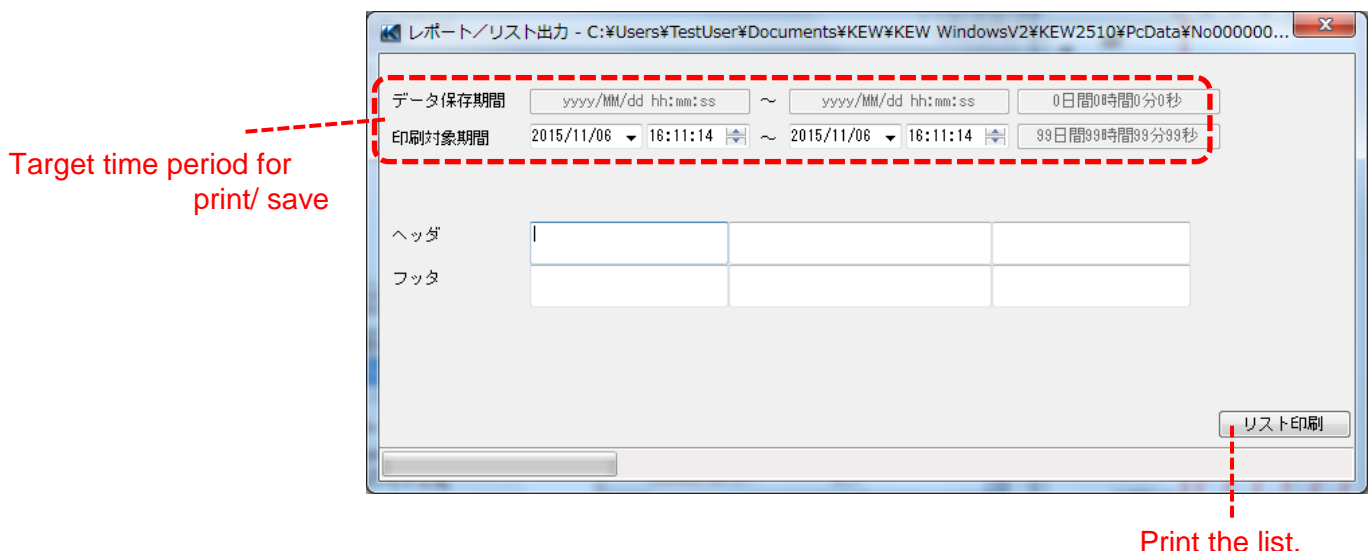 レポート／リスト出力 - C:¥Users¥TestUser¥Documents¥KEW¥KEW WindowsV2¥KEW2510¥PcData¥No000000...
データ保存期間 yyyy/MM/dd hh:mm:ss ～ yyyy/MM/dd hh:mm:ss 0日間0時間0分0秒
印刷対象期間 2015/11/06 16:11:14 ～ 2015/11/06 16:11:14 99日間99時間99分99秒
Target time period for
print/ save
ヘッダ
フッタ
リスト印刷
Print the list.